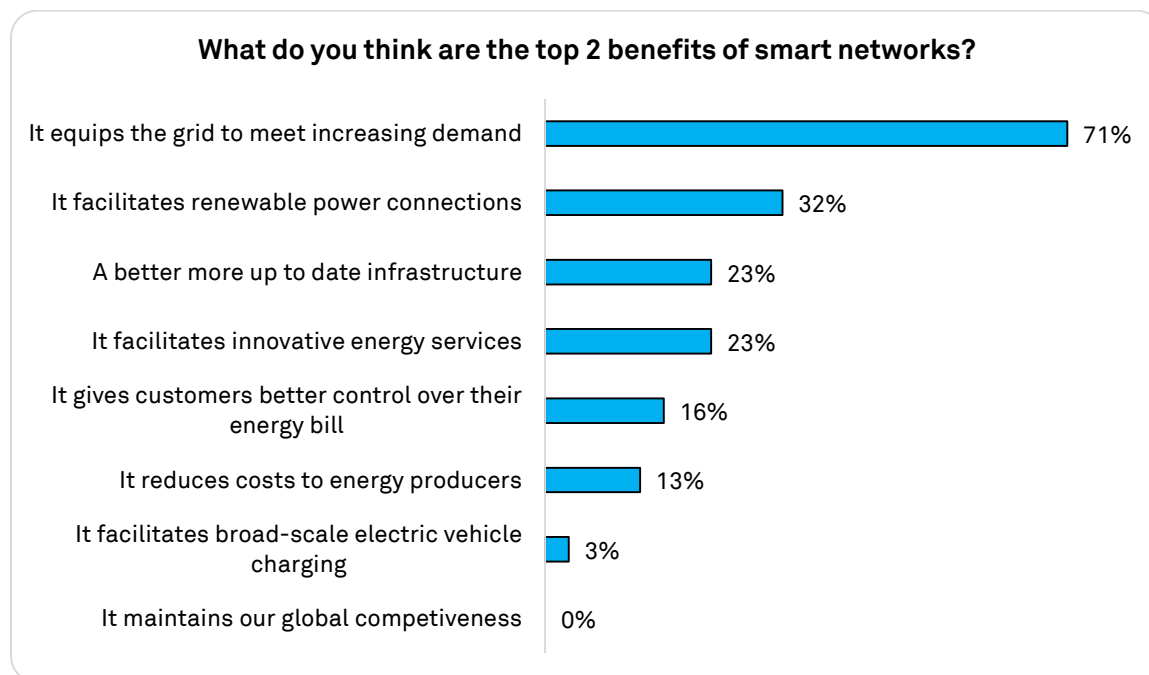 What do you think are the top 2 benefits of smart networks?
It equips the grid to meet increasing demand
71%
It facilitates renewable power connections
32%
A better more up to date infrastructure
23%
It facilitates innovative energy services
23%
It gives customers better control over their
energy bill
16%
It reduces costs to energy producers
13%
It facilitates broad-scale electric vehicle
charging
3%
It maintains our global competiveness
0%